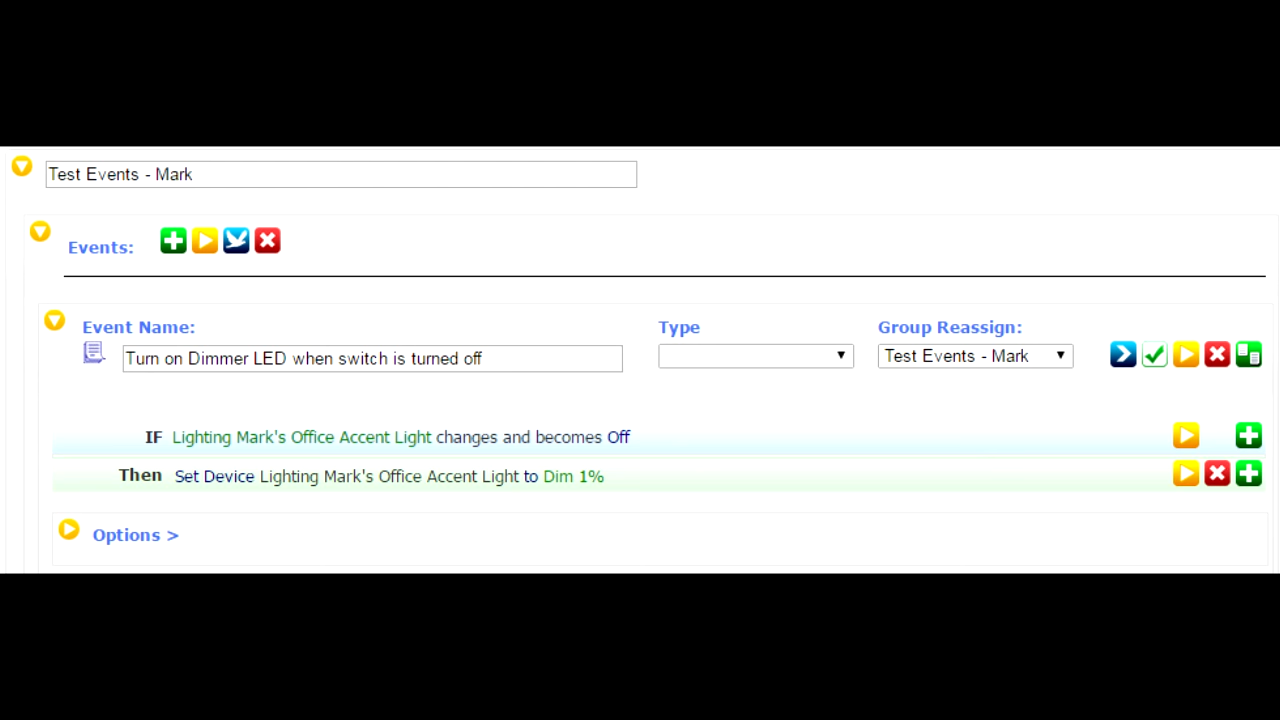 Test Events - Mark
Events:
Event Name:
Type
Group Reassign:
Turn on Dimmer LED when switch is turned off
Test Events - Mark
IF Lighting Mark's Office Accent Light changes and becomes Off
Then Set Device Lighting Mark's Office Accent Light to Dim 1%
Options >